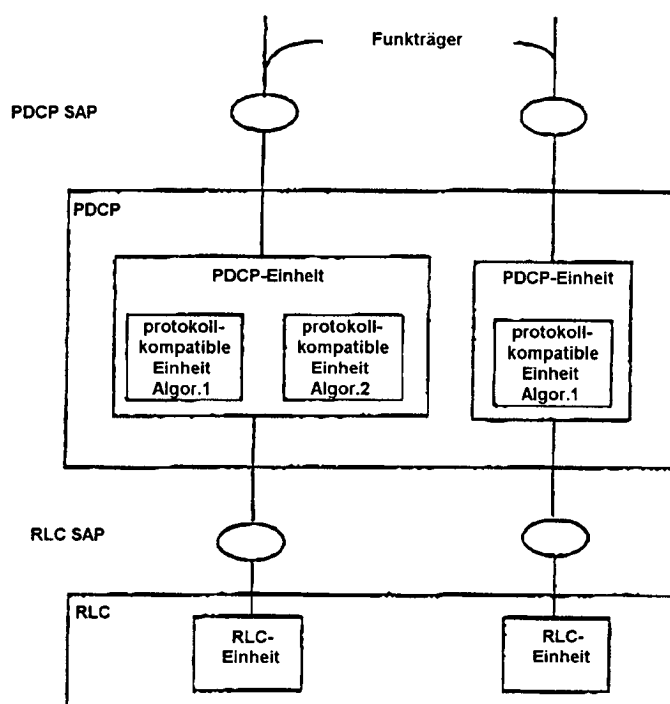 Funkträger
PDCP SAP
PDCP
PDCP-Einheit
protokoll-
kompatible
Einheit
Algor.1
protokoll-
kompatible
Einheit
Algor.2
PDCP-Einheit
protokoll-
kompatible
Einheit
Algor.1
RLC SAP
RLC
RLC-
Einheit
RLC-
Einheit